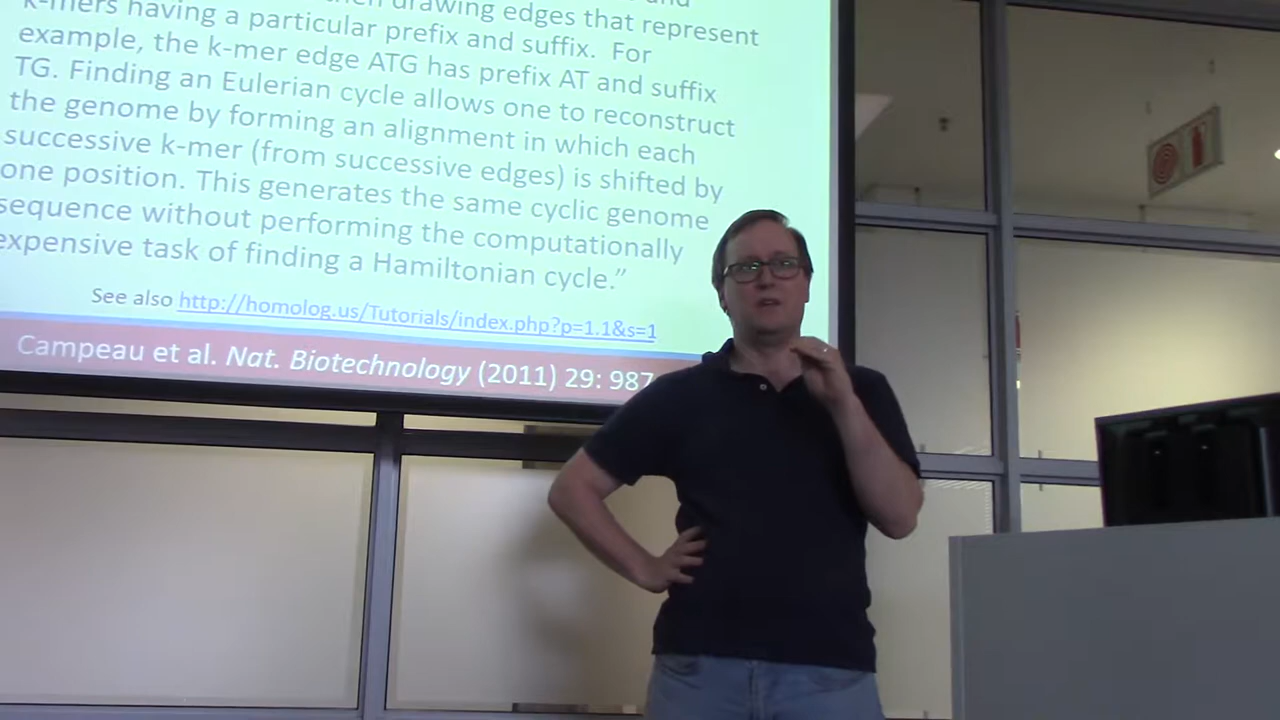 drawing edges that represent
k-mers having a particular prefix and suffix. For
example, the k-mer edge ATG has prefix AT and suffix
TG. Finding an Eulerian cycle allows one to reconstruct
the genome by forming an alignment in which each
successive k-mer (from successive edges) is shifted by
one position. This generates the same cyclic genome
sequence without performing the computationally
expensive task of finding a Hamiltonian cycle.”
See also http://homolog.us/Tutorials/index.php?p=1.1&s=1
Campeau et al. Nat. Biotechnology (2011) 29: 987